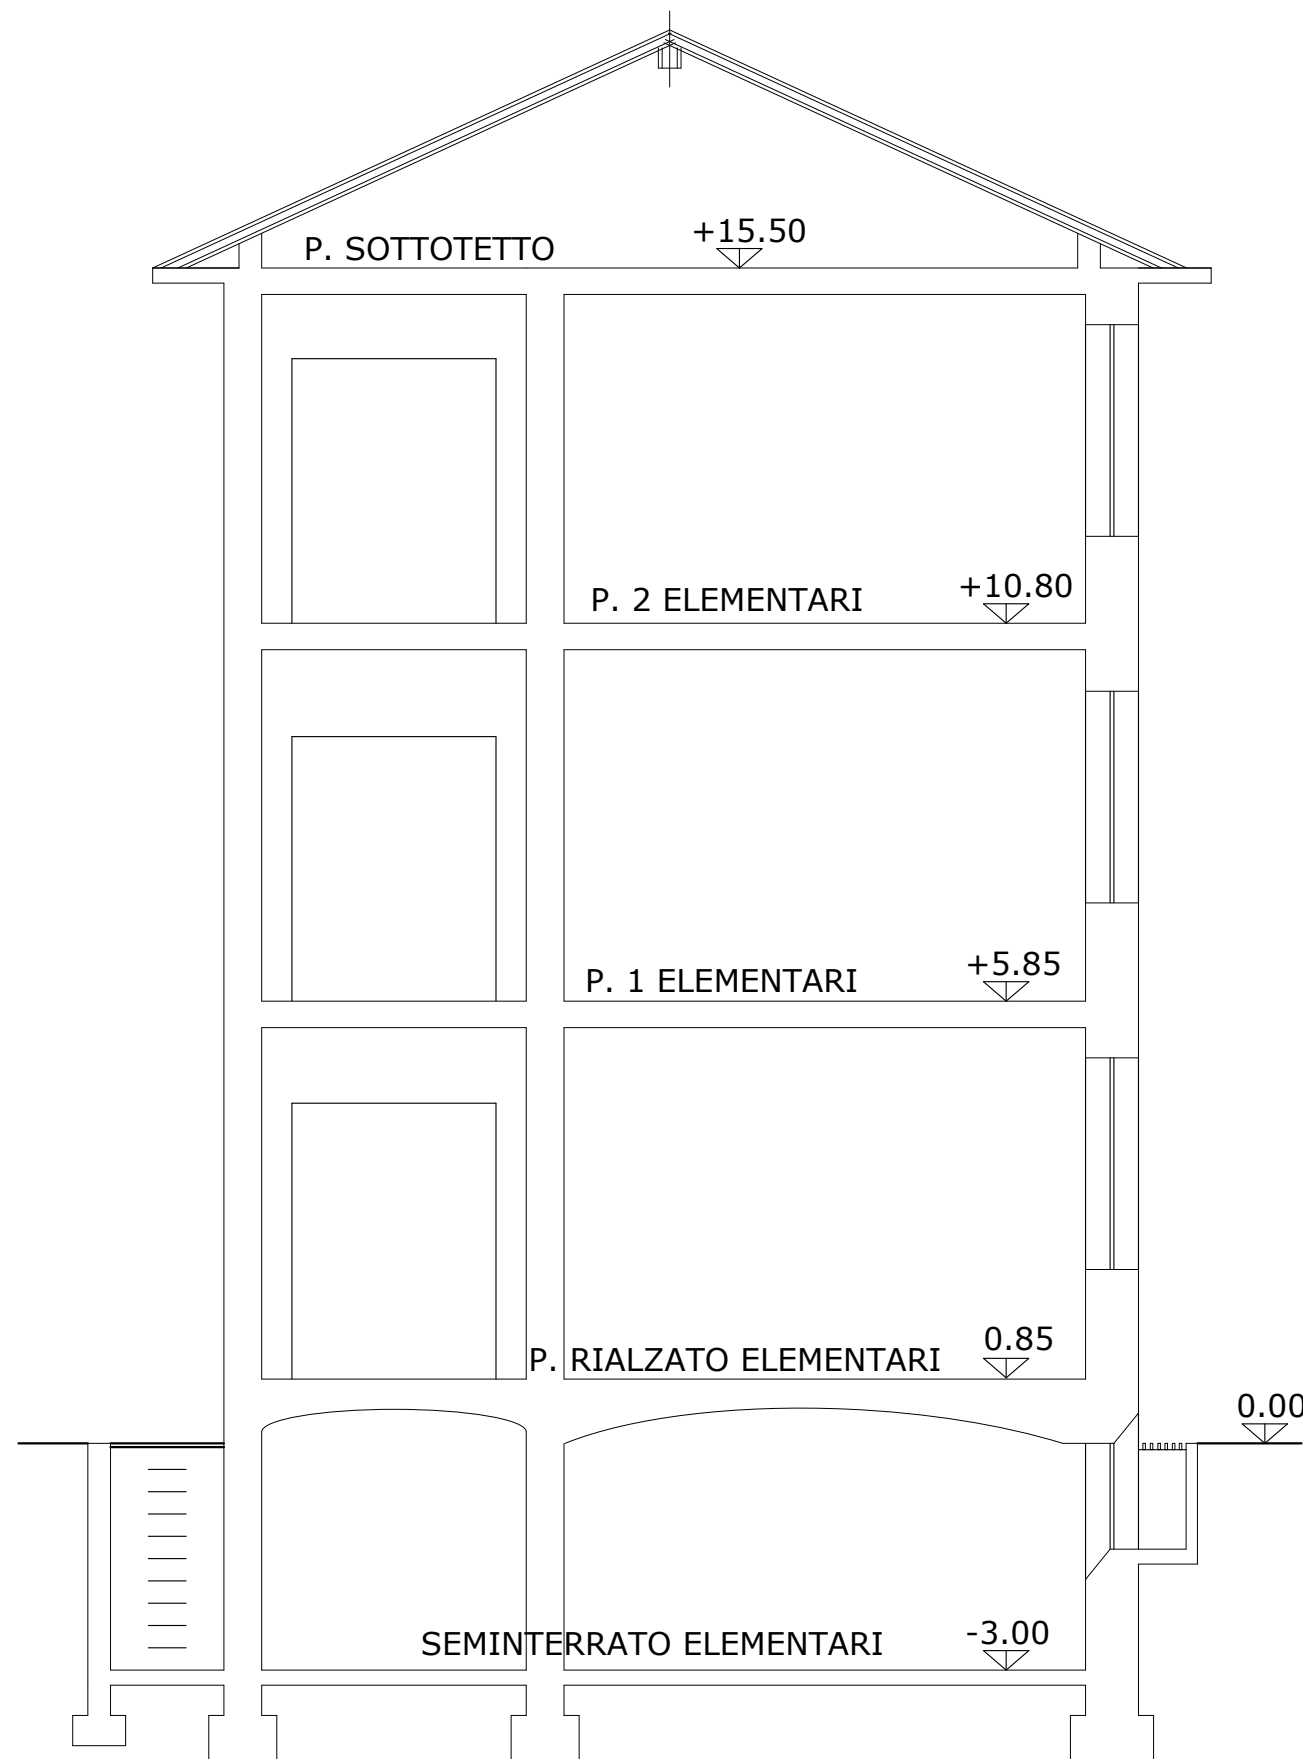 +15.50
P. SOTTOTETTO
+10.80
P. 2 ELEMENTARI
+5.85
P. 1 ELEMENTARI
0.85
P. RIALZATO ELEMENTARI
0.00
-3.00
SEMINTERRATO ELEMENTARI